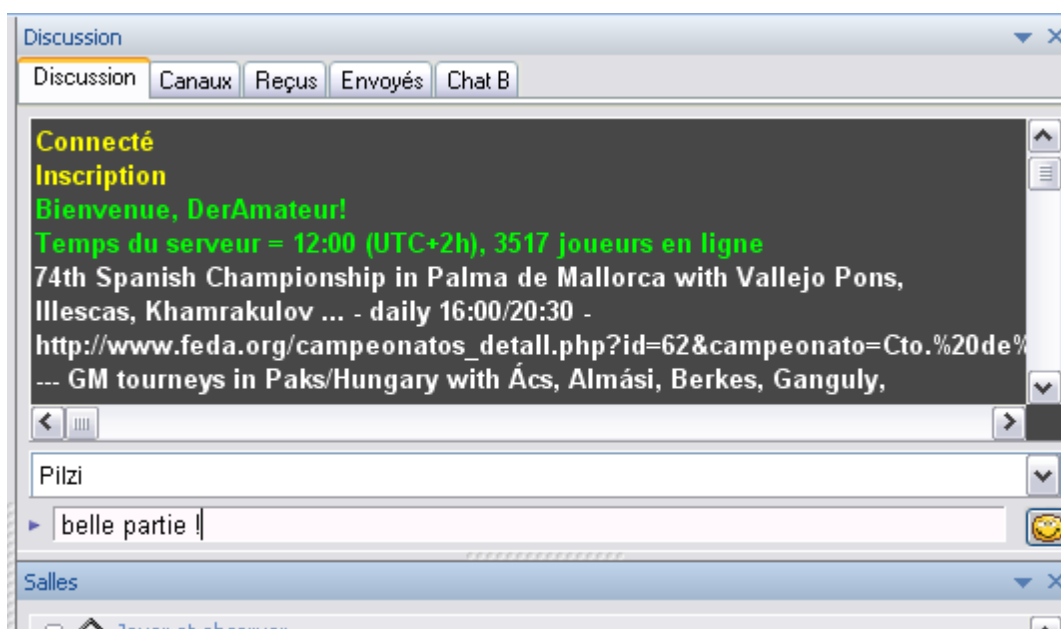 Discussion
Discussion Canaux Reçus Envoyés Chat B
Connecté
Inscription
Bienvenue, DerAmateur!
Temps du serveur = 12:00 (UTC+2h), 3517 joueurs en ligne
74th Spanish Championship in Palma de Mallorca with Vallejo Pons,
Illescas, Khamrakulov ... - daily 16:00/20:30 -
http://www.feda.org/campeonatos_detall.php?id=62&campeonato=Cto.%20de%
--- GM tourneys in Paks/Hungary with Ács, Almási, Berkes, Ganguly,
Pilzi
belle partie !
Salles
Jouer et observer